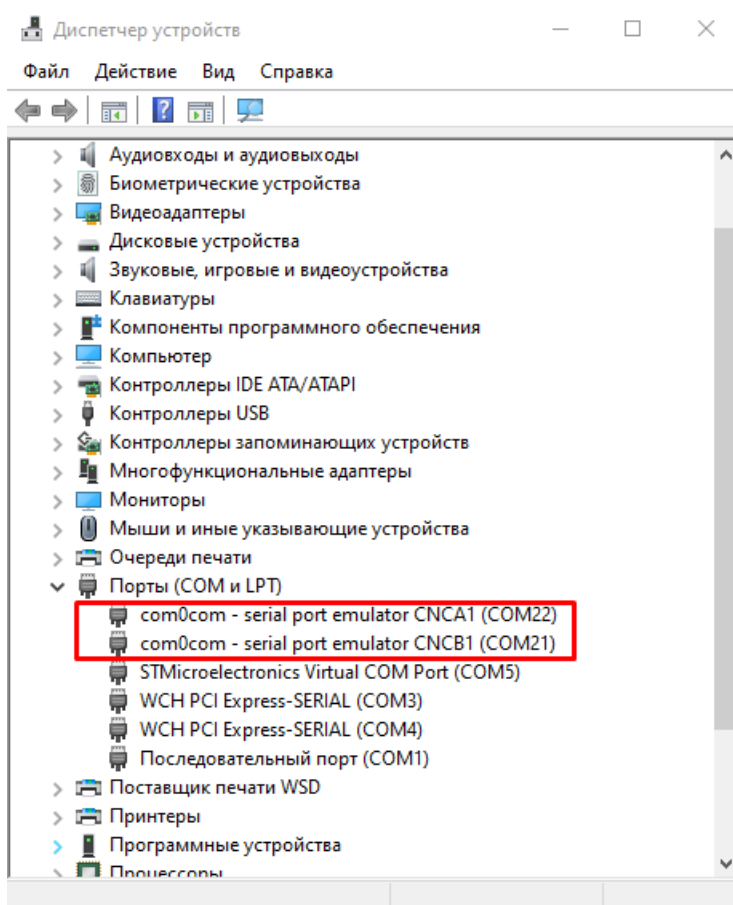 Диспетчер устройств
Файл Действие Вид Справка
Аудиовходы и аудиовыходы
Биометрические устройства
Видеоадаптеры
Дисковые устройства
Звуковые, игровые и видеоустройства
Клавиатуры
Компоненты программного обеспечения
Компьютер
Контроллеры IDE ATA/ATAPI
Контроллеры USB
Контроллеры запоминающих устройств
Многофункциональные адаптеры
Мониторы
Мыши и иные указывающие устройства
Очереди печати
Порты (COM и LPT)
com0com - serial port emulator CNCA1 (COM22)
com0com - serial port emulator CNCB1 (COM21)
STMicroelectronics Virtual COM Port (COM5)
WCH PCI Express-SERIAL (COM3)
WCH PCI Express-SERIAL (COM4)
Последовательный порт (COM1)
Поставщик печати WSD
Принтеры
Программные устройства
Процессоры